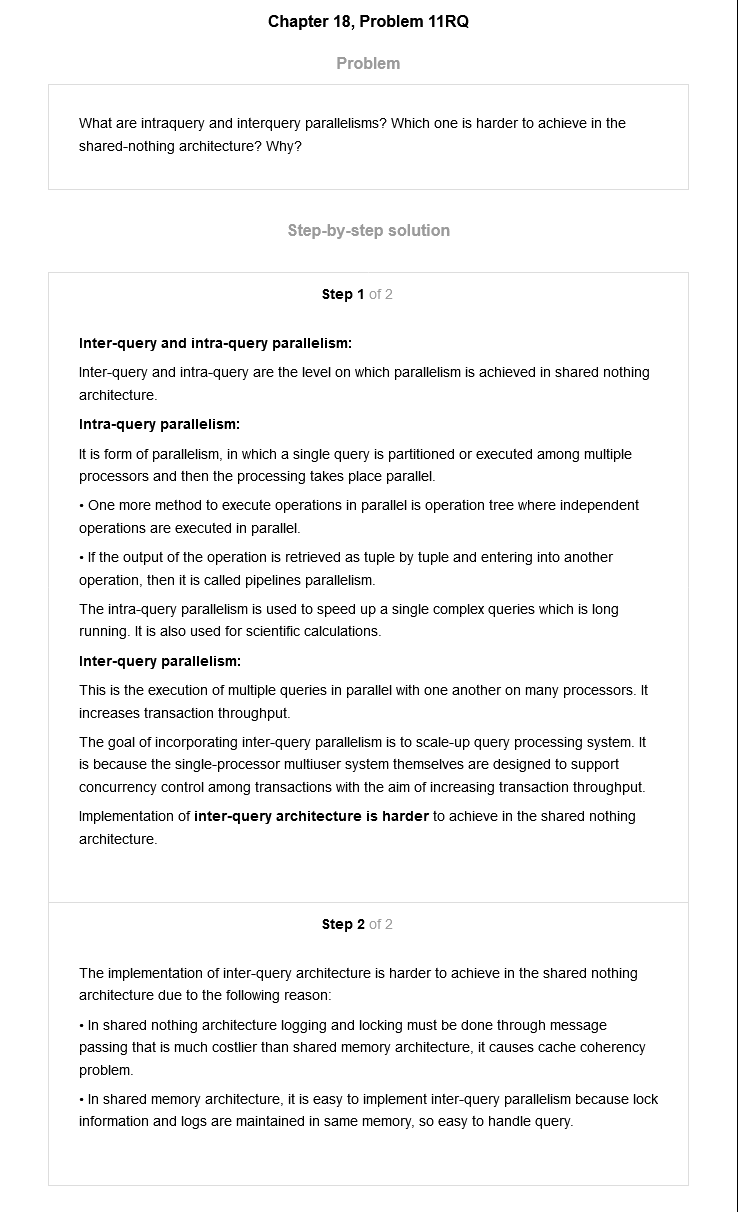 Chapter 18, Problem 11RQ
Problem
What are intraquery and interquery parallelisms? Which one is harder to achieve in the
shared-nothing architecture? Why?
Step-by-step solution
Step 1 of 2
Inter-query and intra-query parallelism:
Inter-query and intra-query are the level on which parallelism is achieved in shared nothing
architecture.
Intra-query parallelism:
It is form of parallelism, in which a single query is partitioned or executed among multiple
processors and then the processing takes place parallel.
• One more method to execute operations in parallel is operation tree where independent
operations are executed in parallel.
• If the output of the operation is retrieved as tuple by tuple and entering into another
operation, then it is called pipelines parallelism.
The intra-query parallelism is used to speed up a single complex queries which is long
running. It is also used for scientific calculations.
Inter-query parallelism:
This is the execution of multiple queries in parallel with one another on many processors. It
increases transaction throughput.
The goal of incorporating inter-query parallelism is to scale-up query processing system. It
is because the single-processor multiuser system themselves are designed to support
concurrency control among transactions with the aim of increasing transaction throughput.
Implementation of inter-query architecture is harder to achieve in the shared nothing
architecture.
Step 2 of 2
The implementation of inter-query architecture is harder to achieve in the shared nothing
architecture due to the following reason:
• In shared nothing architecture logging and locking must be done through message
passing that is much costlier than shared memory architecture, it causes cache coherency
problem.
• In shared memory architecture, it is easy to implement inter-query parallelism because lock
information and logs are maintained in same memory, so easy to handle query.